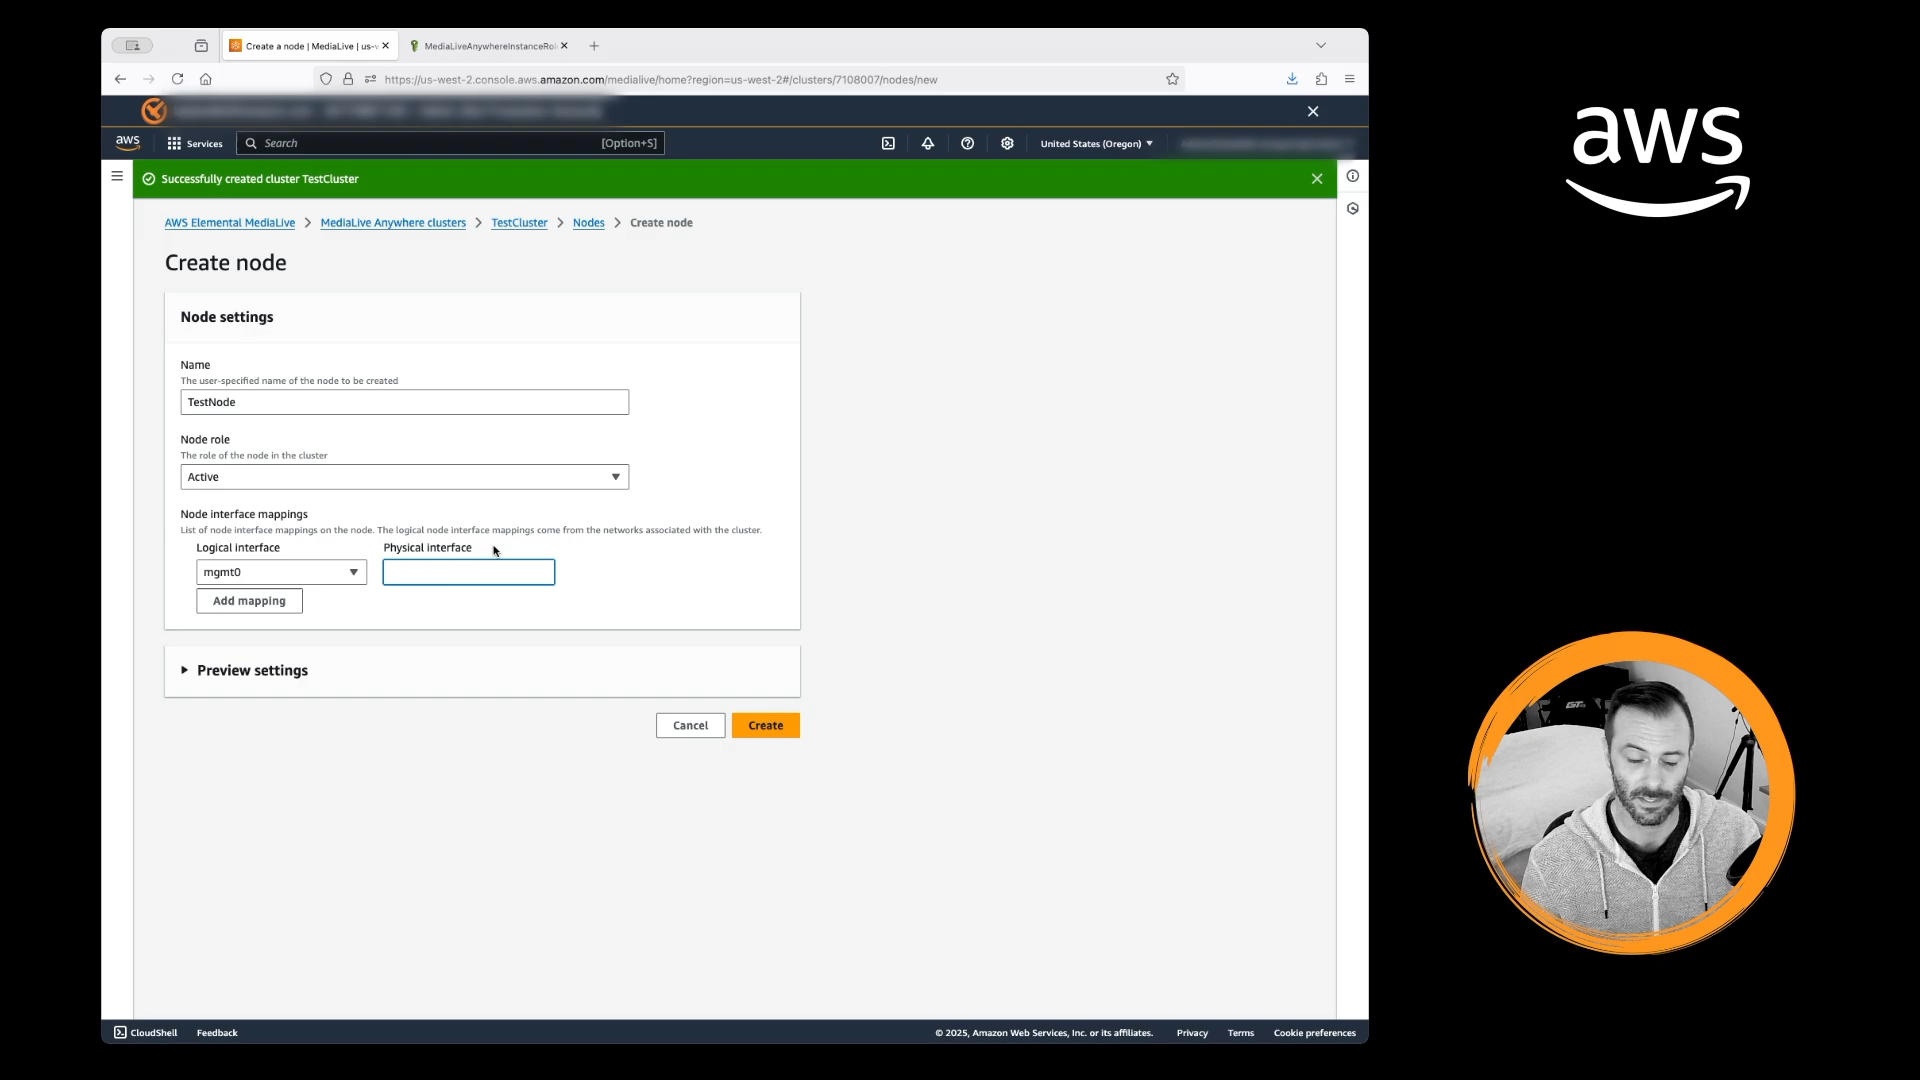 Create a node | MediaLive | us-v
MediaLiveAnywhereInstanceRol
https://us-west-2.console.aws.amazon.com/medialive/home?region=us-west-2#/clusters/7108007/nodes/new
aws
Services
Search
[Option+S]
United States (Oregon)
Successfully created cluster TestCluster
AWS Elemental MediaLive
MediaLive Anywhere clusters
TestCluster
Nodes
Create node
Create node
Node settings
Name
The user-specified name of the node to be created
TestNode
Node role
The role of the node in the cluster
Active
Node interface mappings
List of node interface mappings on the node. The logical node interface mappings come from the networks associated with the cluster.
Logical interface
Physical interface
mgmt0
Add mapping
Preview settings
Cancel
Create
CloudShell
Feedback
© 2025, Amazon Web Services, Inc. or its affiliates.
Privacy
Terms
Cookie preferences
aws
GT